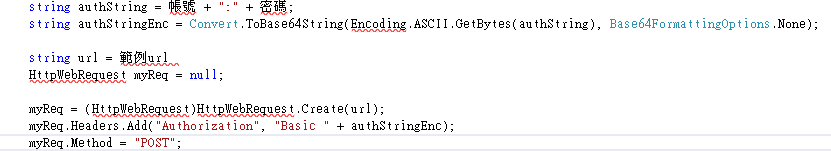 string authString = 帳號 + ":" + 密碼;
string authStringEnc = Convert.ToBase64String(Encoding.ASCII.GetBytes(authString), Base64FormattingOptions.None);
string url = 範例url
HttpWebRequest myReq = null;
myReq = (HttpWebRequest)HttpWebRequest.Create(url);
myReq.Headers.Add("Authorization", "Basic " + authStringEnc);
myReq.Method = "POST";